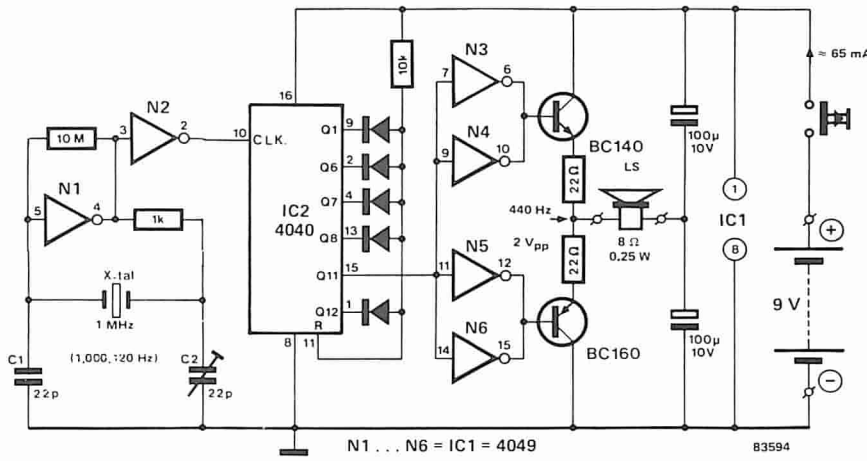 10 M
N1
5
4
N2
3
2
1k
X-tal
1 MHz
C1
22p
(1,000,120 Hz)
C2
22p
16
10
CLK.
IC2
4040
Q1
9
Q6
2
Q7
4
Q8
13
Q11
15
Q12
1
R
8
11
10k
N3
7
6
N4
9
10
N5
11
12
N6
14
15
BC140
22Ω
LS
440 Hz
2 Vpp
22Ω
8 Ω
0.25 W
BC160
100µ
10V
100µ
10V
1
IC1
8
≈ 65 mA
+
9 V
−
N1 . . . N6 = IC1 = 4049
83594